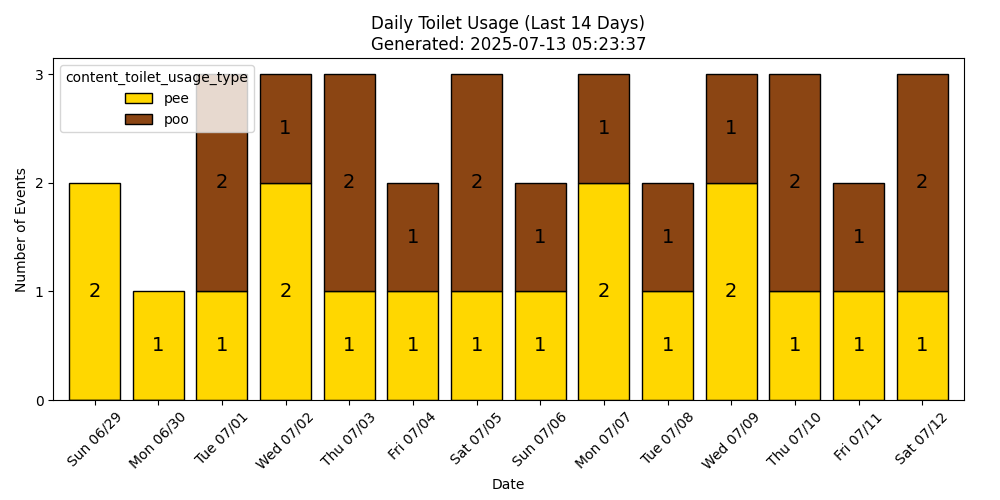 Daily Toilet Usage (Last 14 Days)
Generated: 2025-07-13 05:23:37
content_toilet_usage_type
pee
poo
Number of Events
3
2
1
0
2
1
2
1
1
2
2
1
1
1
2
1
1
1
1
2
1
1
1
2
2
1
1
1
2
1
Sun 06/29
Mon 06/30
Tue 07/01
Wed 07/02
Thu 07/03
Fri 07/04
Sat 07/05
Sun 07/06
Mon 07/07
Tue 07/08
Wed 07/09
Thu 07/10
Fri 07/11
Sat 07/12
Date